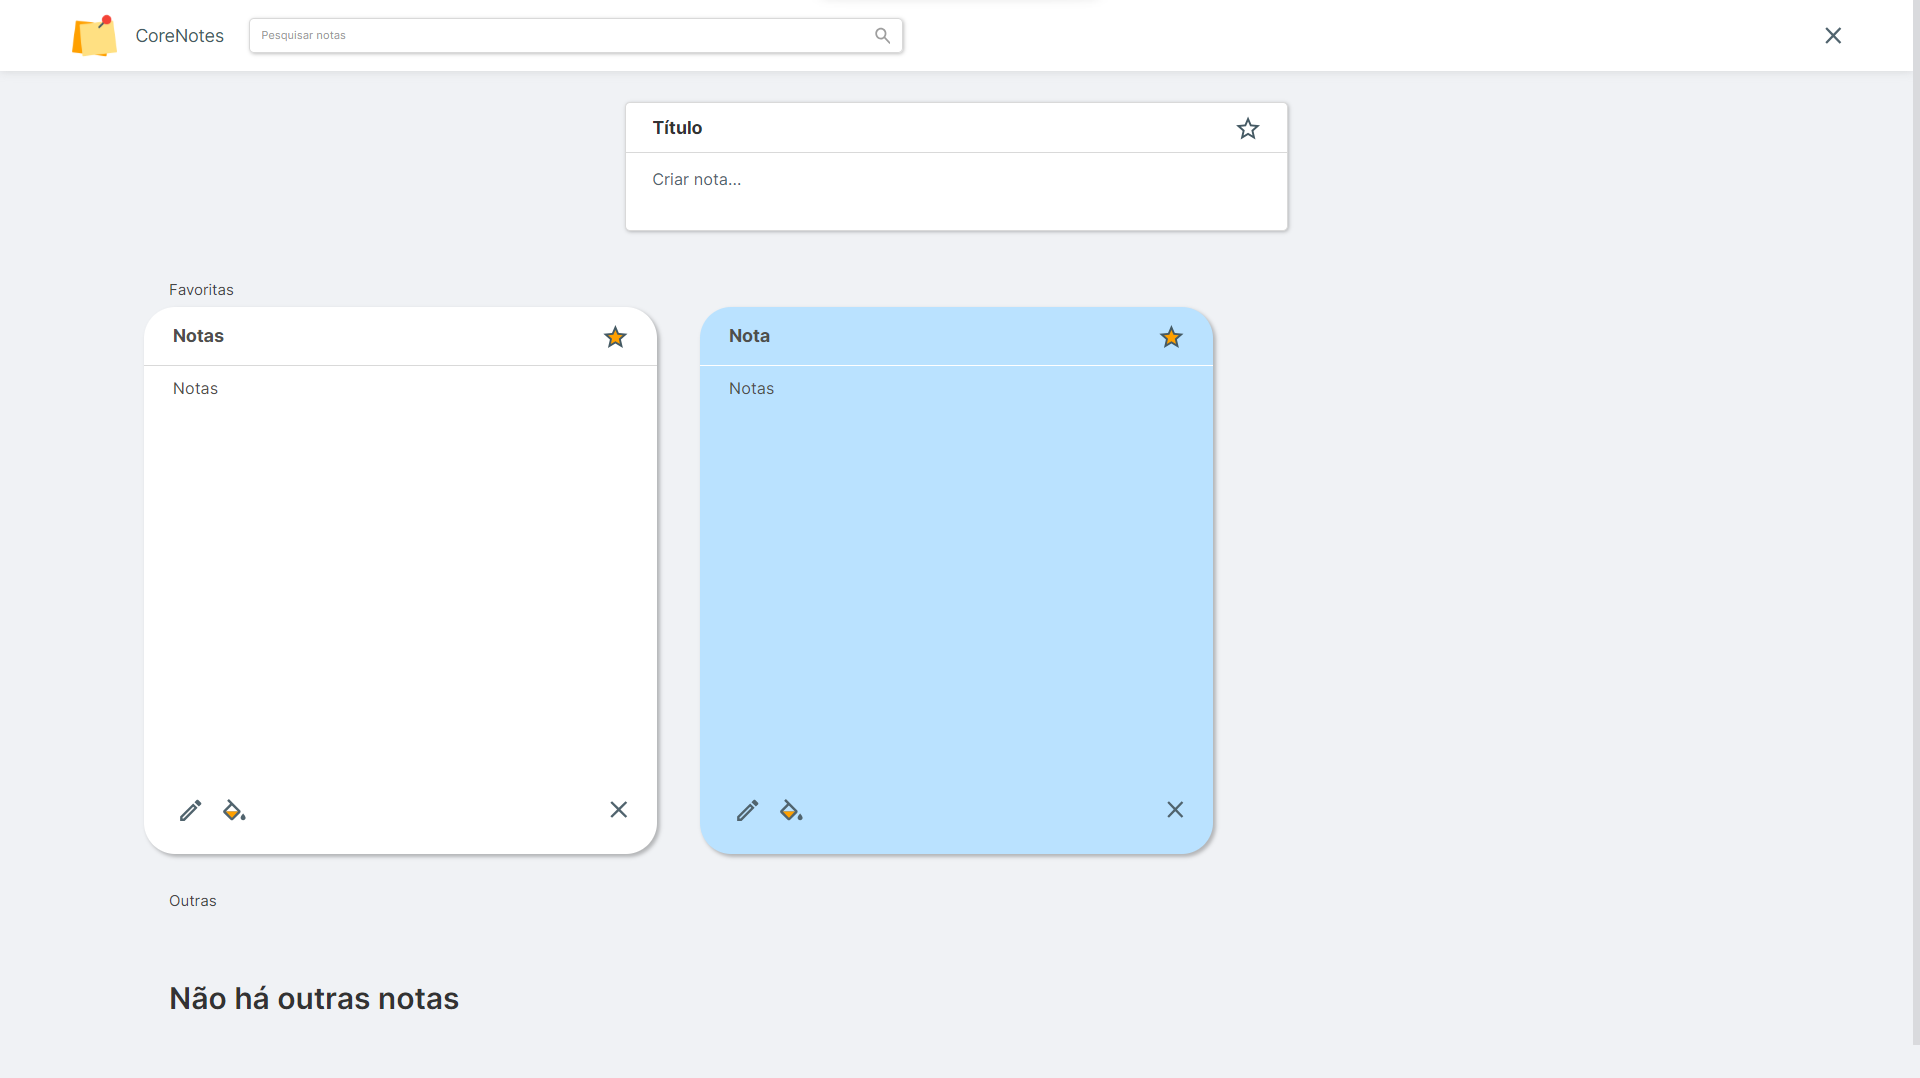 CoreNotes
Pesquisar notas
Título
Criar nota...
Favoritas
Notas
Notas
Nota
Notas
Outras
Não há outras notas